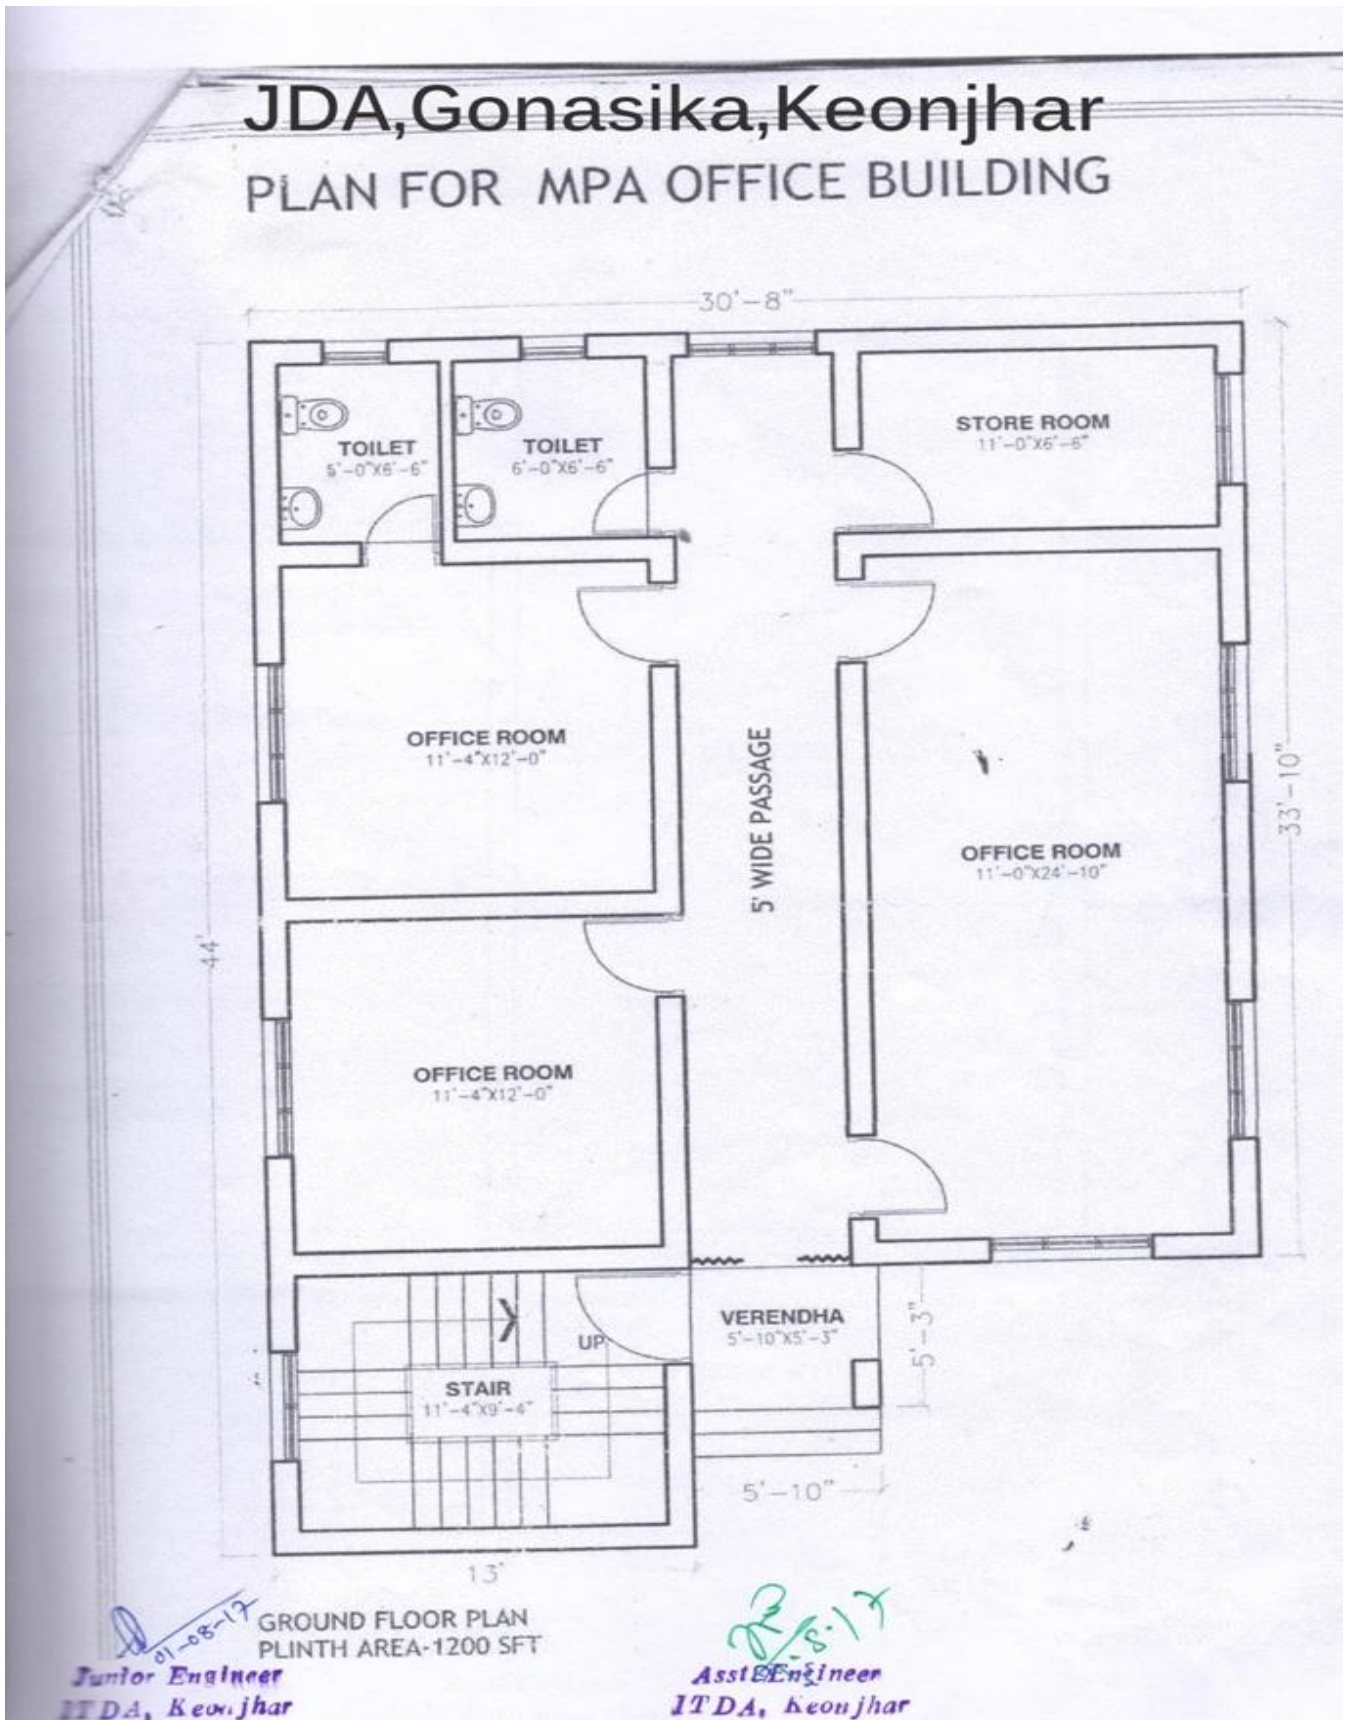 JDA,Gonasika,Keonjhar
PLAN FOR MPA OFFICE BUILDING
30'-8"
TOILET
5'-0"X6'-6"
TOILET
6'-0"X6'-6"
STORE ROOM
11'-0"X6'-6"
OFFICE ROOM
11'-4"X12'-0"
5' WIDE PASSAGE
33'-10"
OFFICE ROOM
11'-0"X24'-10"
44'
OFFICE ROOM
11'-4"X12'-0"
VERENDHA
5'-10"X5'-3"
5'-3"
UP
STAIR
11'-4"X9'-4"
5'-10"
13'
GROUND FLOOR PLAN
PLINTH AREA-1200 SFT
01-08-17
Junior Engineer
ITDA, Keonjhar
Asst. Engineer
ITDA, Keonjhar